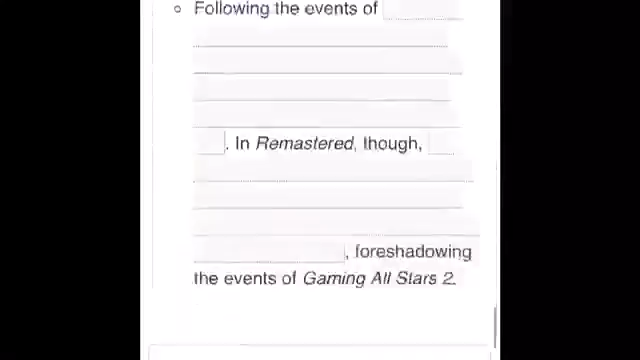 Following the events of
. In Remastered, though,
, foreshadowing
the events of Gaming All Stars 2.